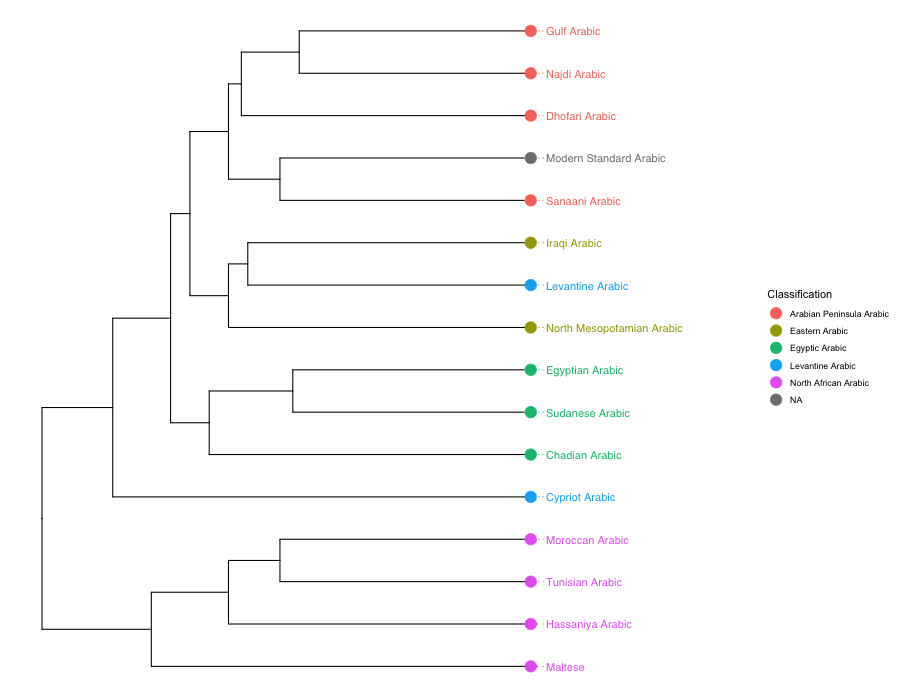 Gulf Arabic
Najdi Arabic
Dhofari Arabic
Modern Standard Arabic
Sanaani Arabic
Iraqi Arabic
Levantine Arabic
North Mesopotamian Arabic
Egyptian Arabic
Sudanese Arabic
Chadian Arabic
Cypriot Arabic
Moroccan Arabic
Tunisian Arabic
Hassaniya Arabic
Maltese
Classification
Arabian Peninsula Arabic
Eastern Arabic
Egyptic Arabic
Levantine Arabic
North African Arabic
NA